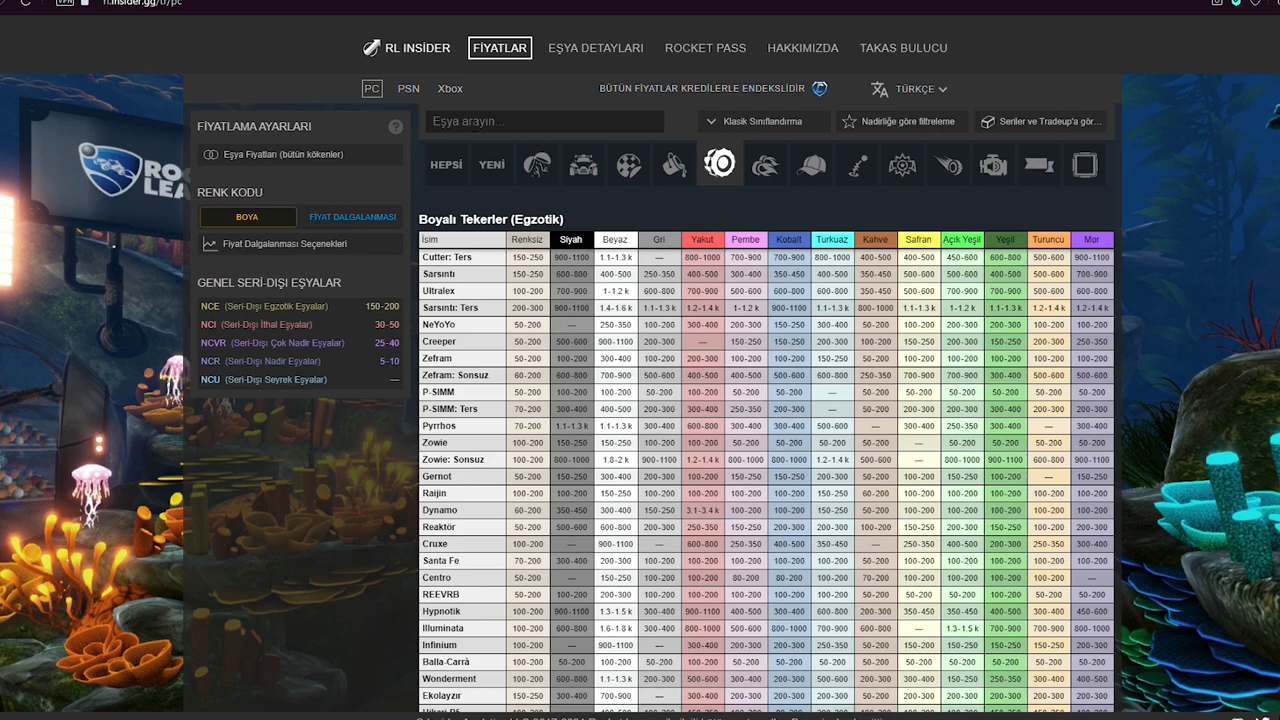 rl.insider.gg/tr/pc
VPN
RL INSİDER FİYATLAR EŞYA DETAYLARI ROCKET PASS HAKKIMIZDA TAKAS BULUCU
PC PSN Xbox BÜTÜN FİYATLAR KREDİLERLE ENDEKSLİDİR TÜRKÇE
FİYATLAMA AYARLARI ?
Eşya Fiyatları (bütün kökenler)
RENK KODU
BOYA FİYAT DALGALANMASI
Fiyat Dalgalanması Seçenekleri
GENEL SERİ-DIŞI EŞYALAR
NCE (Seri-Dışı Egzotik Eşyalar) 150-200
NCI (Seri-Dışı İthal Eşyalar) 30-50
NCVR (Seri-Dışı Çok Nadir Eşyalar) 25-40
NCR (Seri-Dışı Nadir Eşyalar) 5-10
NCU (Seri-Dışı Seyrek Eşyalar) —
Eşya arayın... Klasik Sınıflandırma Nadirliğe göre filtreleme Seriler ve Tradeup'a gör...
HEPSİ YENİ
Boyalı Tekerler (Egzotik)
İsim Renksiz Siyah Beyaz Gri Yakut Pembe Kobalt Turkuaz Kahve Safran Açık Yeşil Yeşil Turuncu Mor
Cutter: Ters 150-250 900-1100 1.1-1.3 k — 800-1000 700-900 700-900 800-1000 400-500 400-500 450-600 600-800 500-600 900-1100
Sarsıntı 150-250 600-800 400-500 250-350 400-500 300-400 350-450 400-500 300-400 500-600 500-600 400-500 400-500 700-900
Ultralex 100-200 700-900 1-1.2 k 600-800 700-900 500-600 600-800 600-800 350-450 500-600 700-900 700-900 500-600 600-800
Sarsıntı: Ters 200-300 900-1100 1.4-1.6 k 1.1-1.3 k 1.2-1.4 k 1-1.2 k 900-1100 1.1-1.3 k 800-1000 1.1-1.3 k 1-1.2 k 1.1-1.3 k 1.2-1.4 k 1.2-1.4 k
NeYoYo 50-200 — 250-350 100-200 300-400 200-300 150-250 300-400 50-200 100-200 200-300 200-300 100-200 100-200
Creeper 50-200 500-600 900-1100 200-300 — 150-250 150-250 300-400 100-200 150-250 300-400 200-300 200-300 250-350
Zefram 50-200 100-200 300-400 100-200 200-300 100-200 100-200 150-250 50-200 100-200 200-300 100-200 100-200 100-200
Zefram: Sonsuz 60-200 600-800 700-900 500-600 400-500 400-500 500-600 600-800 250-350 700-900 700-900 300-400 500-600 500-600
P-SIMM 50-200 100-200 100-200 50-200 100-200 50-200 50-200 — 50-200 50-200 50-200 50-200 50-200 50-200
P-SIMM: Ters 70-200 300-400 400-500 200-300 300-400 250-350 200-300 — 50-200 200-300 200-300 300-400 200-300 200-300
Pyrrhos 70-200 1.1-1.3 k 1.1-1.3 k 300-400 600-800 300-400 300-400 400-500 — 300-400 250-350 400-500 — 300-400
Zowie 100-200 150-250 150-250 100-200 100-200 50-200 50-200 100-200 50-200 — 50-200 50-200 50-200 50-200
Zowie: Sonsuz 100-200 800-1000 1.8-2 k 900-1100 1.2-1.4 k 800-1000 800-1000 1.2-1.4 k 500-600 — 800-1000 900-1100 600-800 900-1100
Gernot 50-200 150-250 300-400 200-300 400-500 150-250 100-200 200-300 50-200 100-200 150-250 100-200 — 150-250
Raijin 100-200 100-200 150-250 100-200 100-200 100-200 100-200 150-250 60-200 100-200 100-200 100-200 100-200 100-200
Dynamo 60-200 350-450 300-400 150-250 3.1-3.4 k 100-200 150-250 200-300 50-200 100-200 150-250 150-250 100-200 150-250
Reaktör 50-200 500-600 600-800 200-300 250-350 150-250 200-300 200-300 100-200 150-250 200-300 150-250 100-200 200-300
Cruxe 100-200 — 900-1100 — 600-800 250-350 400-500 350-450 — 250-350 400-500 200-300 250-350 300-400
Santa Fe 70-200 300-400 200-300 100-200 100-200 100-200 100-200 100-200 50-200 100-200 100-200 100-200 100-200 100-200
Centro 50-200 — 150-250 100-200 100-200 80-200 80-200 100-200 70-200 100-200 100-200 100-200 100-200 —
REEVRB 50-200 100-200 200-300 50-200 100-200 50-200 50-200 100-200 50-200 50-200 100-200 50-200 50-200 50-200
Hypnotik 100-200 900-1100 1.3-1.5 k 300-400 900-1100 400-500 300-400 600-800 200-300 350-450 350-450 400-500 300-400 450-600
Illuminata 100-200 600-800 1.6-1.8 k 300-400 800-1000 500-600 800-1000 700-900 600-800 — 1.3-1.5 k 700-900 700-900 800-1000
Infinium 100-200 — 900-1100 — 300-400 200-300 200-300 200-300 100-200 150-250 150-250 200-300 150-250 200-300
Balla-Carrà 100-200 50-200 100-200 50-200 100-200 50-200 50-200 100-200 50-200 50-200 100-200 50-200 50-200 50-200
Wonderment 100-200 600-800 1.1-1.3 k 200-300 500-600 300-400 300-400 300-400 100-200 150-250 250-350 300-400 200-300 400-500
Ekolayzır 150-250 300-400 700-900 — 300-400 200-300 200-300 200-300 200-300 200-300 200-300 200-300 200-300 200-300